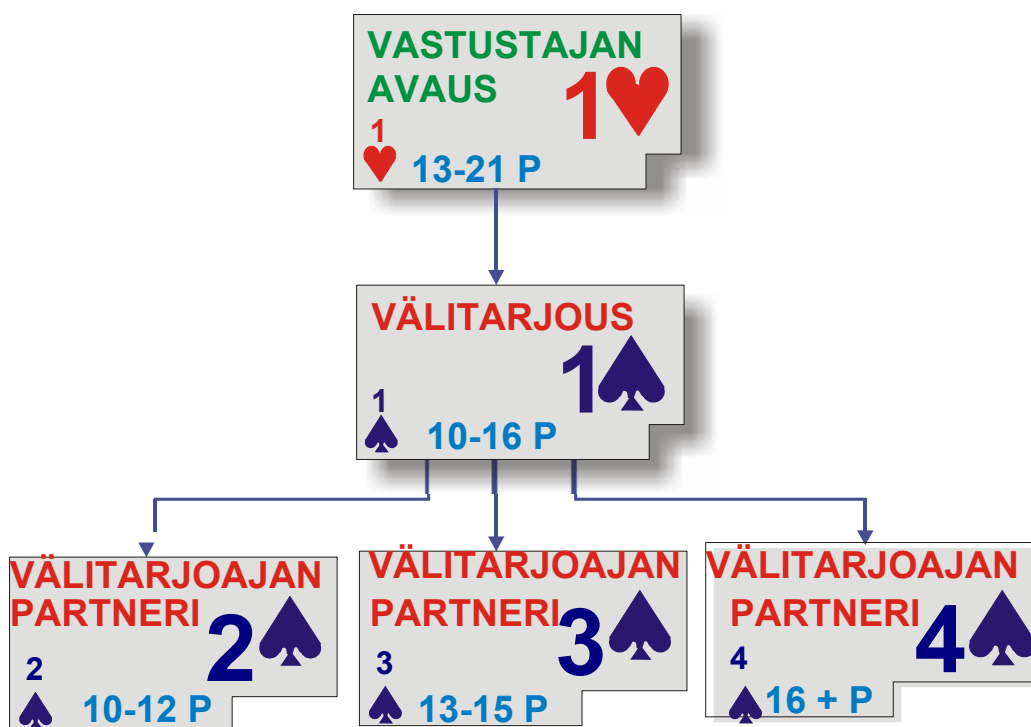 VASTUSTAJAN
AVAUS
1♥
1
♥
13-21 P
VÄLITARJOUS
1♠
1
♠
10-16 P
VÄLITARJOAJAN
PARTNERI
2♠
2
♠
10-12 P
VÄLITARJOAJAN
PARTNERI
3♠
3
♠
13-15 P
VÄLITARJOAJAN
PARTNERI
4♠
4
♠
16 + P